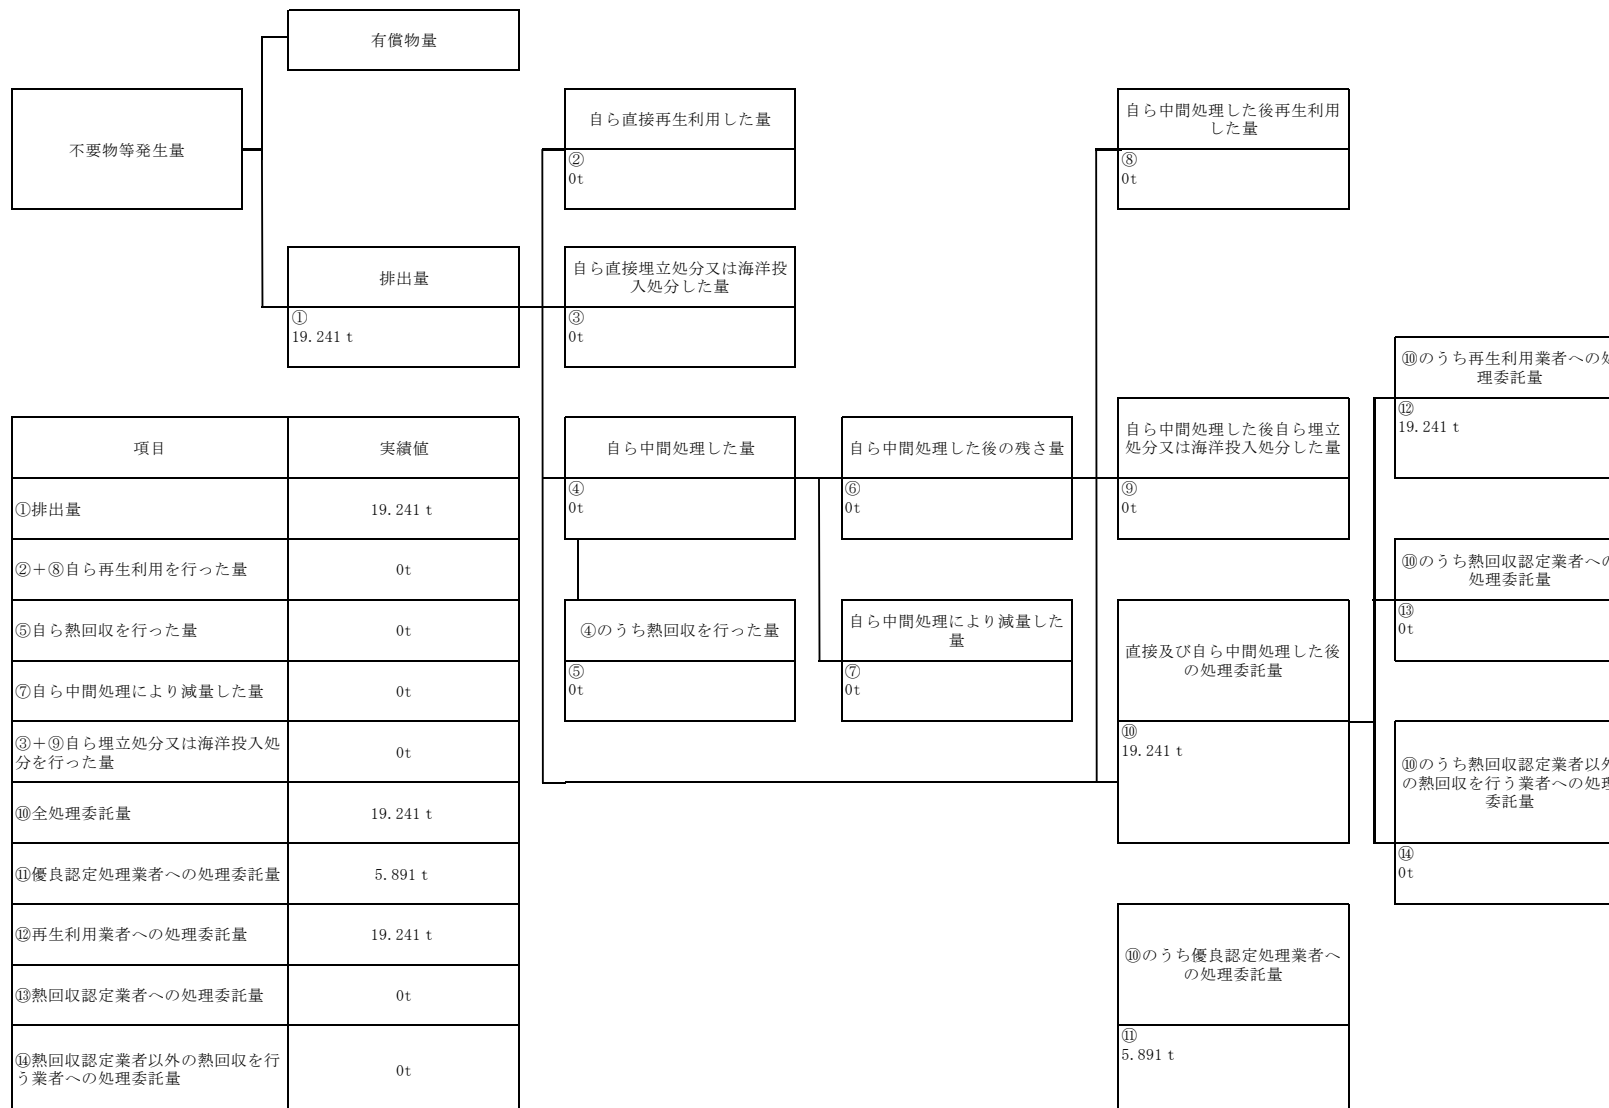 有償物量
不要物等発生量
自ら直接再生利用した量
②
0t
自ら中間処理した後再生利用
した量
⑧
0t
排出量
①
19.241 t
自ら直接埋立処分又は海洋投
入処分した量
③
0t
⑩のうち再生利用業者への処
理委託量
⑫
19.241 t
自ら中間処理した量
④
0t
自ら中間処理した後の残さ量
⑥
0t
自ら中間処理した後自ら埋立
処分又は海洋投入処分した量
⑨
0t
⑩のうち熱回収認定業者への
処理委託量
⑬
0t
④のうち熱回収を行った量
⑤
0t
自ら中間処理により減量した
量
⑦
0t
直接及び自ら中間処理した後
の処理委託量
⑩
19.241 t
⑩のうち熱回収認定業者以外
の熱回収を行う業者への処理
委託量
⑭
0t
⑩のうち優良認定処理業者へ
の処理委託量
⑪
5.891 t
項目 実績値
①排出量 19.241 t
②+⑧自ら再生利用を行った量 0t
⑤自ら熱回収を行った量 0t
⑦自ら中間処理により減量した量 0t
③+⑨自ら埋立処分又は海洋投入処
分を行った量 0t
⑩全処理委託量 19.241 t
⑪優良認定処理業者への処理委託量 5.891 t
⑫再生利用業者への処理委託量 19.241 t
⑬熱回収認定業者への処理委託量 0t
⑭熱回収認定業者以外の熱回収を行
う業者への処理委託量 0t